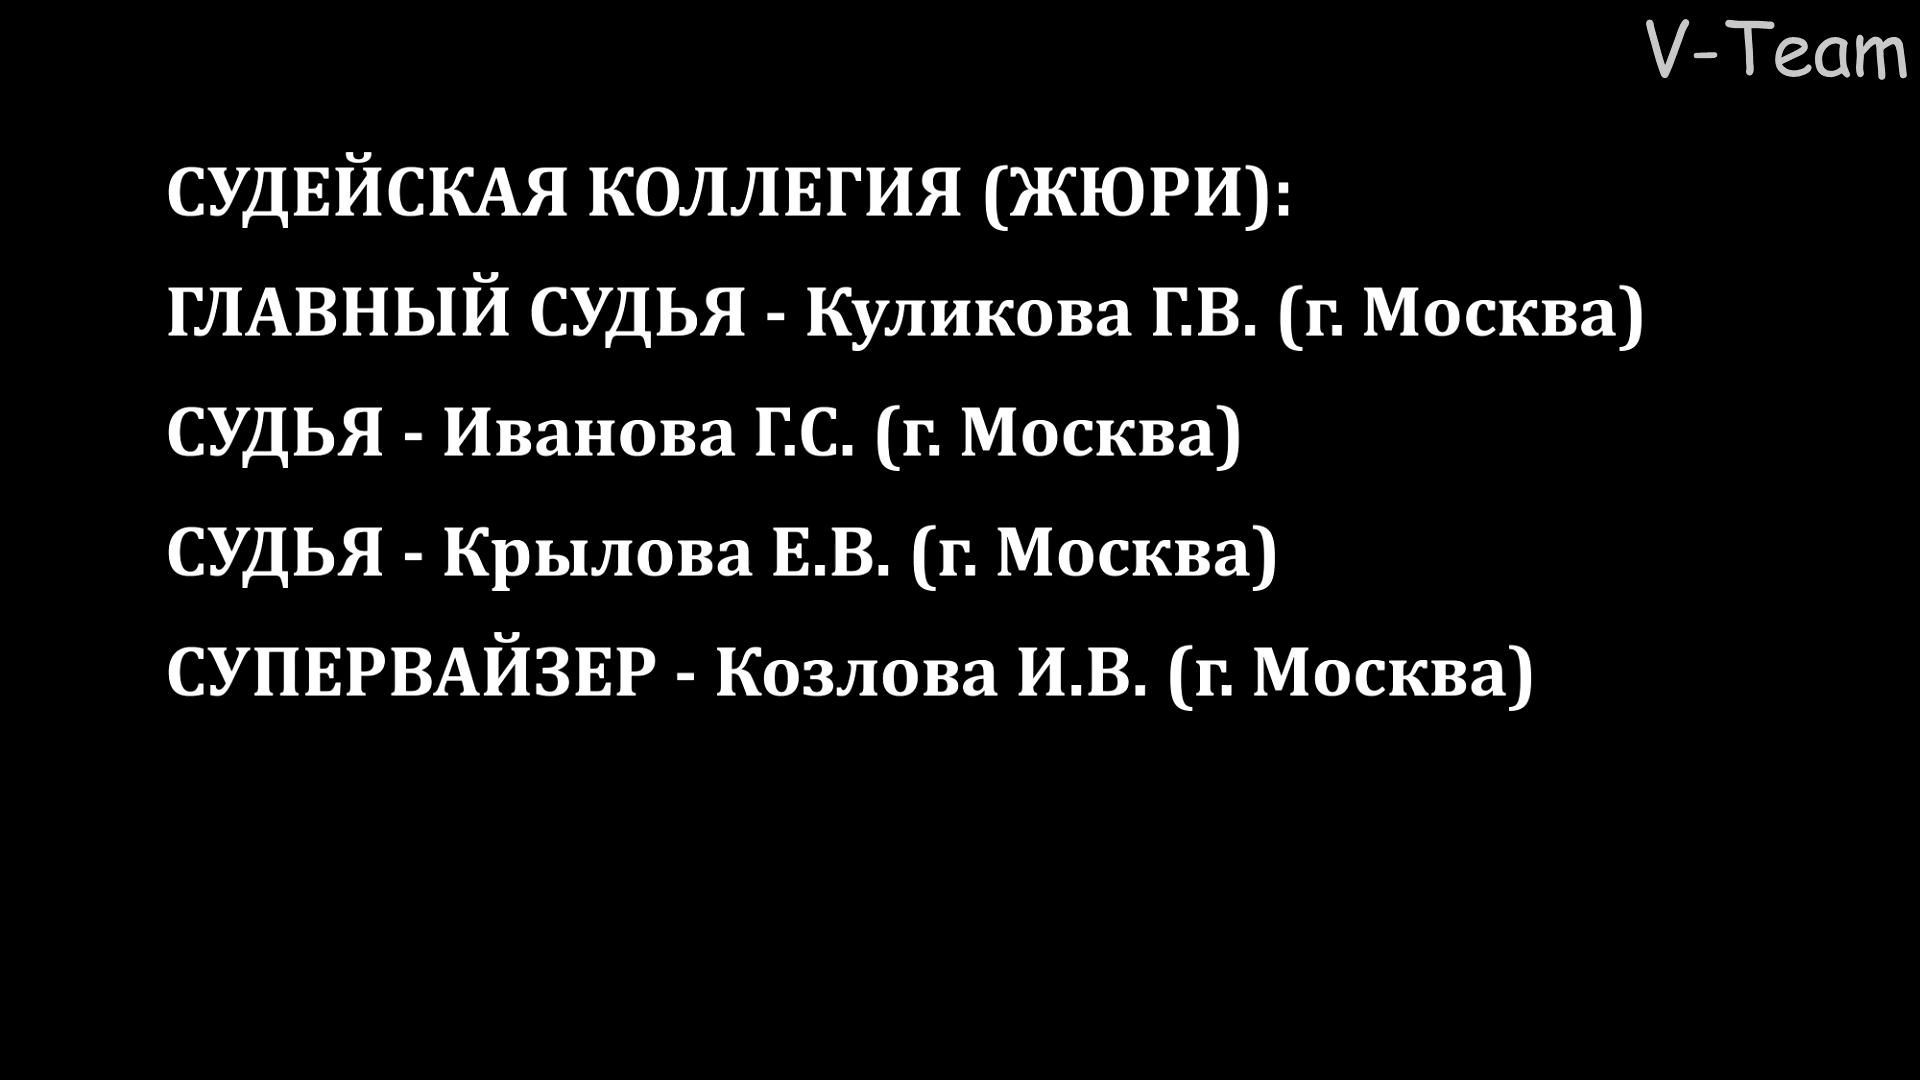 V-Team
СУДЕЙСКАЯ КОЛЛЕГИЯ (ЖЮРИ):
ГЛАВНЫЙ СУДЬЯ - Куликова Г.В. (г. Москва)
СУДЬЯ - Иванова Г.С. (г. Москва)
СУДЬЯ - Крылова Е.В. (г. Москва)
СУПЕРВАЙЗЕР - Козлова И.В. (г. Москва)